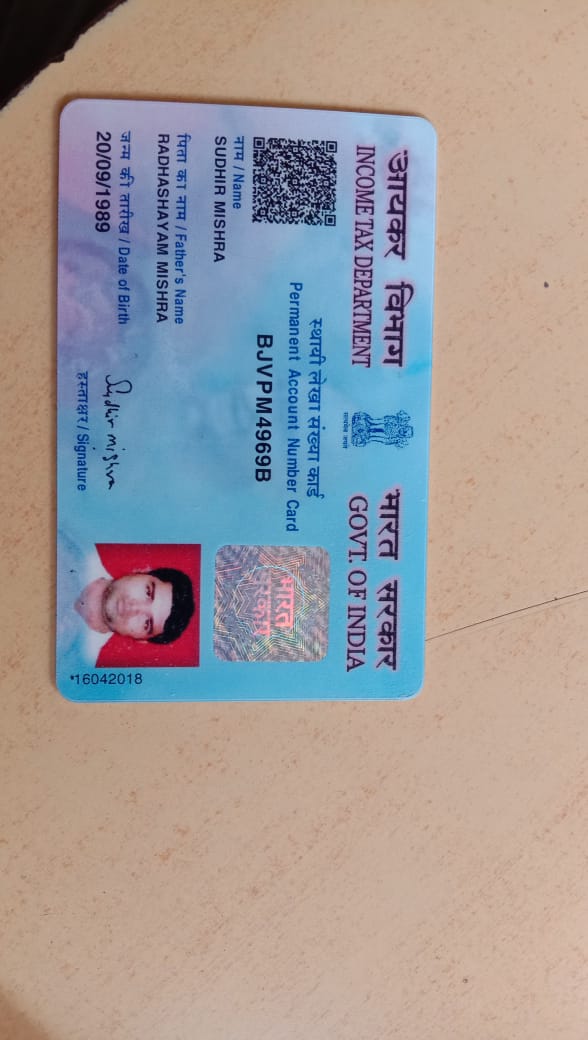 आयकर विभाग
INCOME TAX DEPARTMENT
सत्यमेव जयते
भारत सरकार
GOVT. OF INDIA
स्थायी लेखा संख्या कार्ड
Permanent Account Number Card
BJVPM4969B
नाम / Name
SUDHIR MISHRA
पिता का नाम / Father's Name
RADHASHAYAM MISHRA
जन्म की तारीख / Date of Birth
20/09/1989
Sudhir mishra
हस्ताक्षर / Signature
भारत
सरकार
*16042018